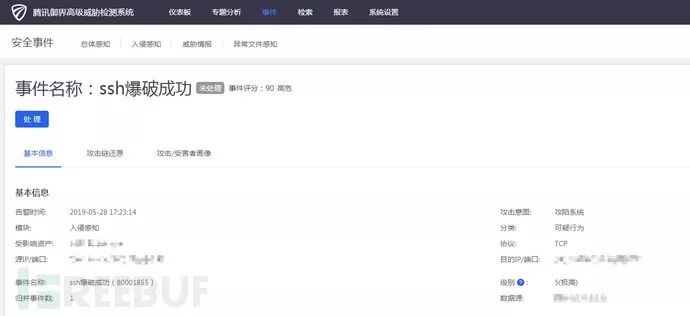 腾讯御界高级威胁检测系统 仪表板 专题分析 事件 检索 报表 系统设置
安全事件 总体感知 入侵感知 威胁情报 异常文件感知
事件名称：ssh爆破成功 未处理 事件评分：90 高危
处 理
基本信息 攻击链还原 攻击/受害者画像
基本信息
告警时间: 2019-05-28 17:23:14 攻击意图: 攻陷系统
模块: 入侵感知 分类: 可疑行为
受影响资产: 协议: TCP
源IP/端口: 目的IP/端口:
事件名称: ssh爆破成功 ( 80001855 ) 级别 ? : 5(极高)
归并事件数: 1 数据源:
REEBUF